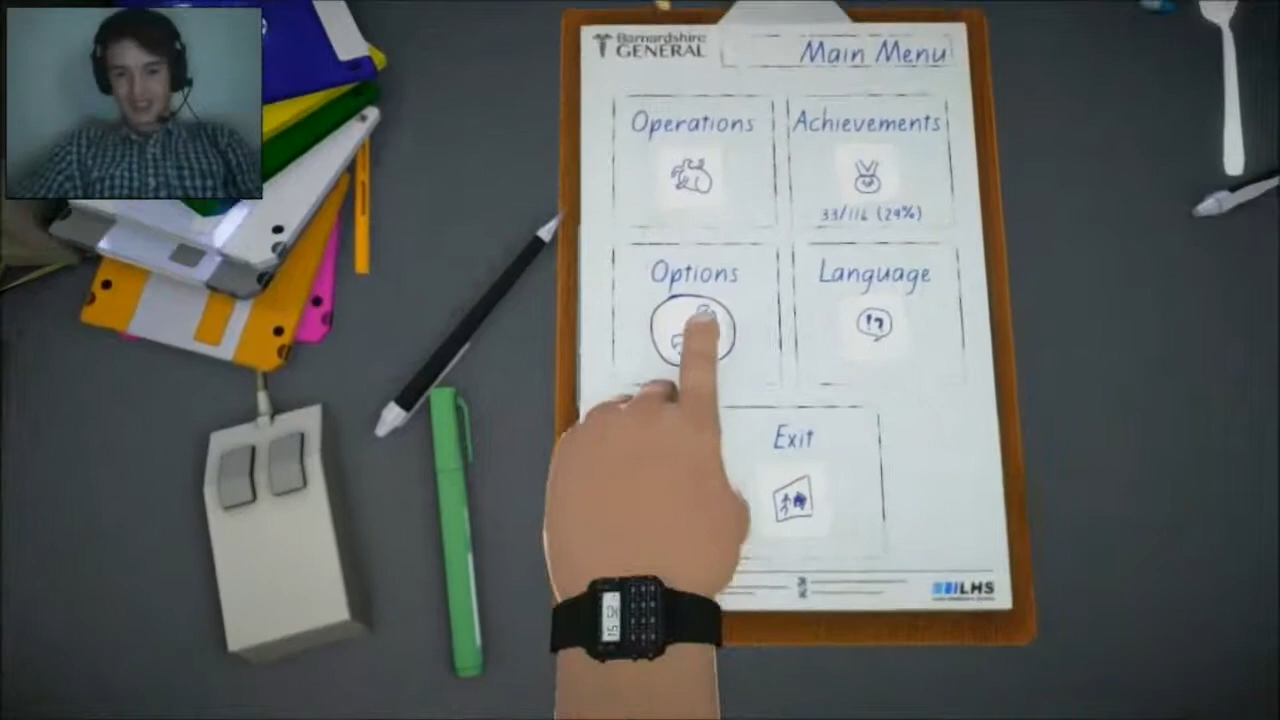 Barnardshire
GENERAL
Main Menu
Operations
Achievements
33/116 (29%)
Options
Language
!?
Exit
LHS